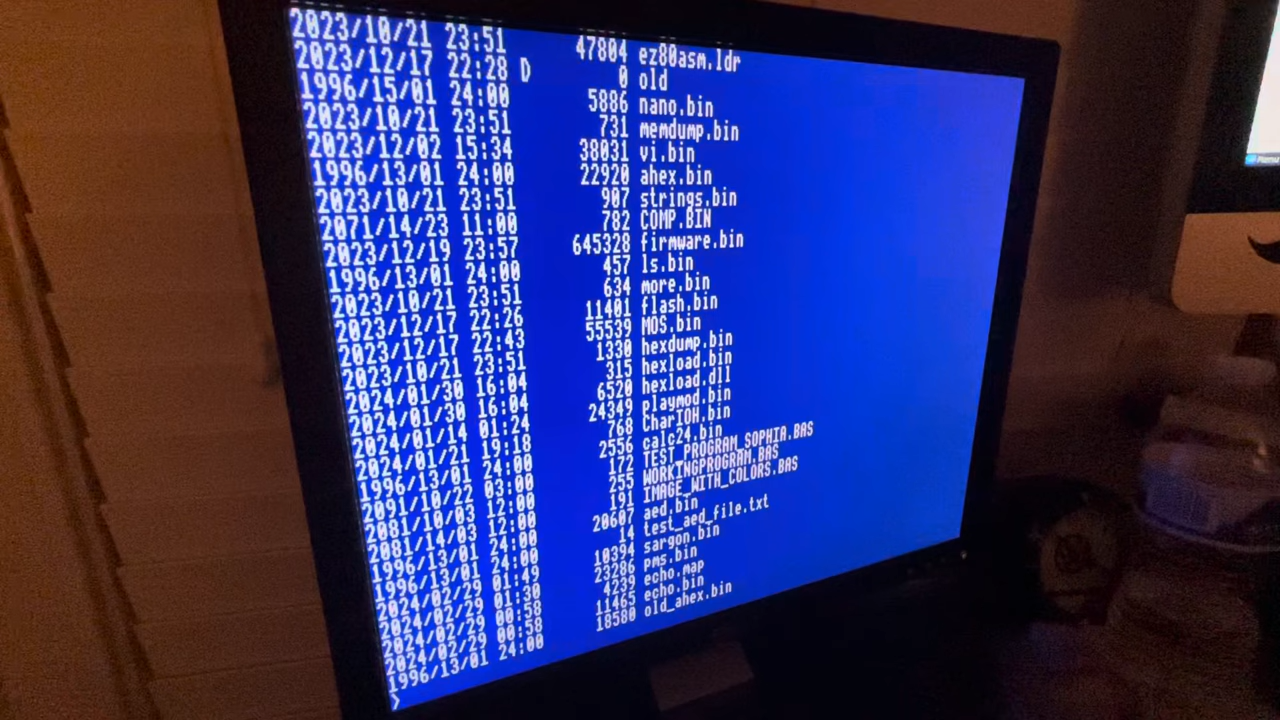 2023/10/21 23:51 47804 ez80asm.ldr
2023/12/17 22:28 D 0 old
1996/15/01 24:00 5886 nano.bin
2023/10/21 23:51 731 memdump.bin
2023/12/02 15:34 38031 vi.bin
1996/13/01 24:00 22920 ahex.bin
2023/10/21 23:51 907 strings.bin
2071/14/23 11:00 782 COMP.BIN
2023/12/19 23:57 645328 firmware.bin
1996/13/01 24:00 457 ls.bin
2023/10/21 23:51 634 more.bin
2023/12/17 22:26 11401 flash.bin
2023/12/17 22:43 55539 MOS.bin
2023/10/21 23:51 1330 hexdump.bin
2024/01/30 16:04 315 hexload.bin
2024/01/30 16:04 6520 hexload.dll
2024/01/14 01:24 24349 playmod.bin
2024/01/21 19:18 768 CharIOH.bin
1996/13/01 24:00 2556 calc24.bin
2091/10/22 03:00 172 TEST_PROGRAM_SOPHIA.BAS
2081/10/03 12:00 255 WORKINGPROGRAM.BAS
2081/14/03 12:00 191 IMAGE_WITH_COLORS.BAS
1996/13/01 24:00 20607 aed.bin
1996/13/01 24:00 14 test_aed_file.txt
2024/02/29 01:49 10394 sargon.bin
2024/02/29 01:30 23286 pms.bin
2024/02/29 00:58 4239 echo.map
2024/02/29 00:58 11465 echo.bin
1996/13/01 24:00 18580 old_ahex.bin
>